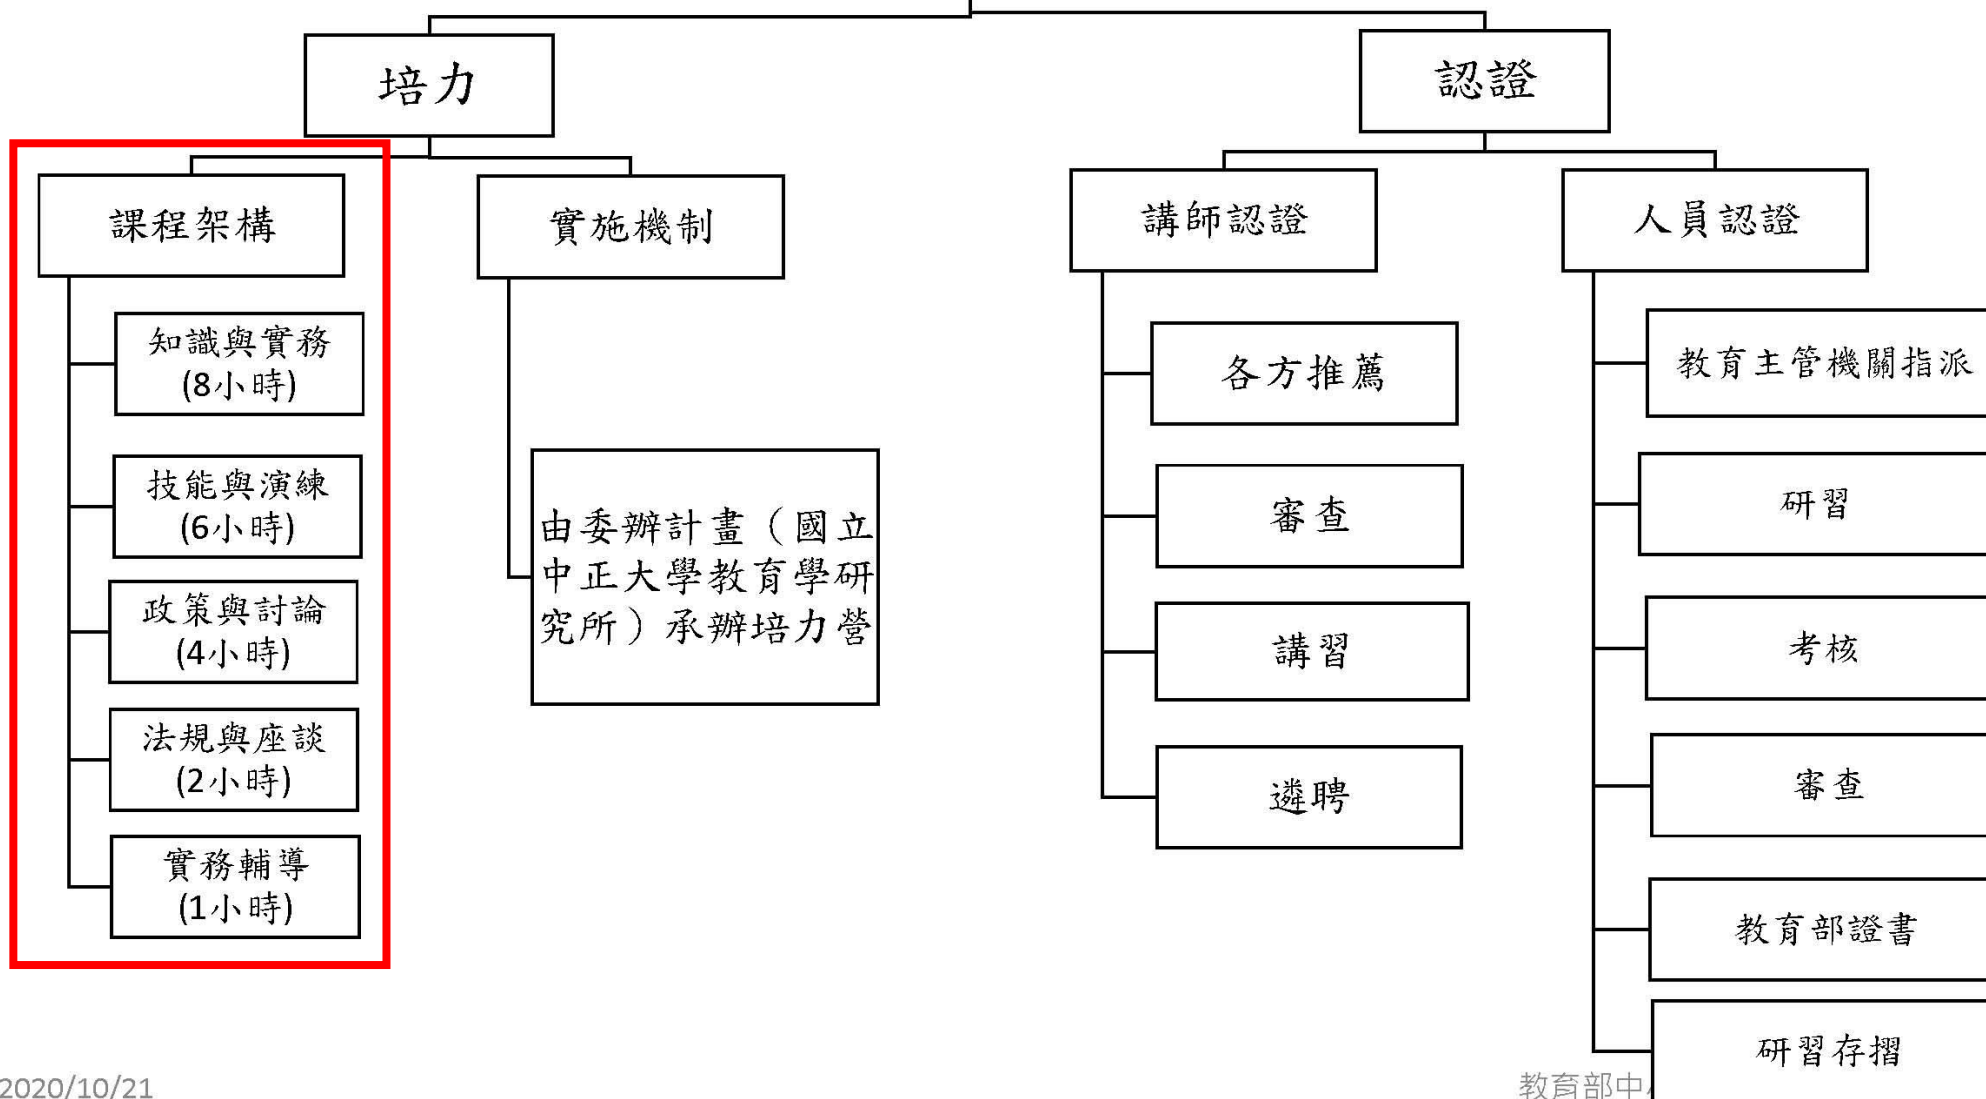 培力
認證
課程架構
實施機制
講師認證
人員認證
知識與實務
(8小時)
技能與演練
(6小時)
政策與討論
(4小時)
法規與座談
(2小時)
實務輔導
(1小時)
由委辦計畫（國立
中正大學教育學研
究所）承辦培力營
各方推薦
審查
講習
遴聘
教育主管機關指派
研習
考核
審查
教育部證書
研習存摺
2020/10/21
教育部中